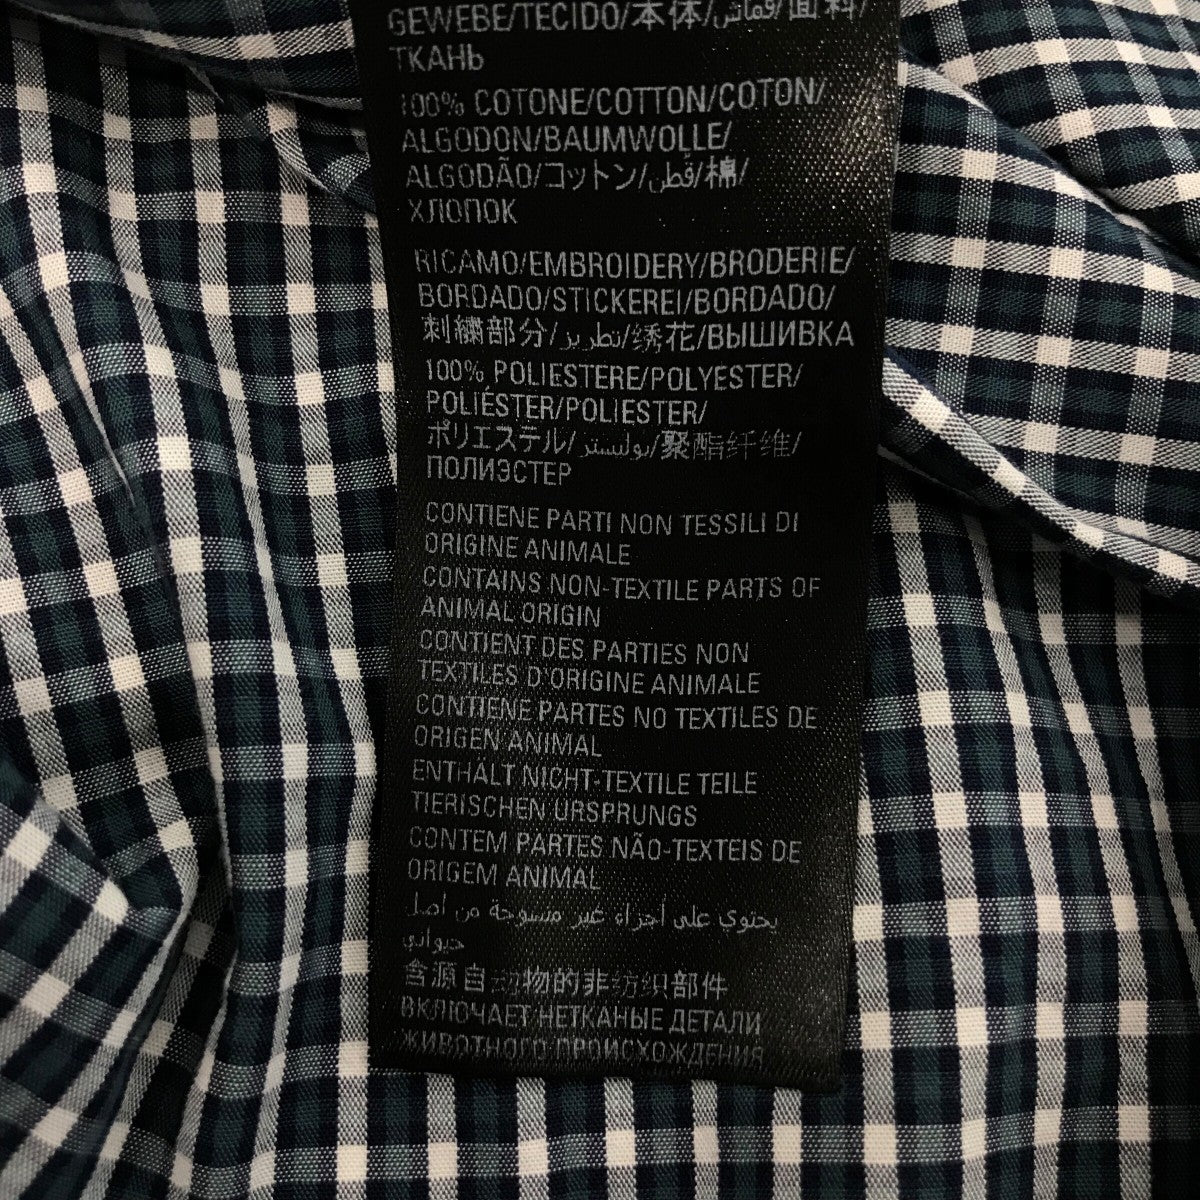 GEWEBE/TECIDO/本体/قماش/面料/
ТКАНЬ
100% COTONE/COTTON/COTON/
ALGODON/BAUMWOLLE/
ALGODÃO/コットン/قطن/棉/
ХЛОПОК
RICAMO/EMBROIDERY/BRODERIE/
BORDADO/STICKEREI/BORDADO/
刺繍部分/تطريز/绣花/ВЫШИВКА
100% POLIESTERE/POLYESTER/
POLIÉSTER/POLIESTER/
ポリエステル/بوليستر/聚酯纤维/
ПОЛИЭСТЕР
CONTIENE PARTI NON TESSILI DI
ORIGINE ANIMALE
CONTAINS NON-TEXTILE PARTS OF
ANIMAL ORIGIN
CONTIENT DES PARTIES NON
TEXTILES D'ORIGINE ANIMALE
CONTIENE PARTES NO TEXTILES DE
ORIGEN ANIMAL
ENTHÄLT NICHT-TEXTILE TEILE
TIERISCHEN URSPRUNGS
CONTEM PARTES NÃO-TEXTEIS DE
ORIGEM ANIMAL
يحتوي على أجزاء غير منسوجة من أصل
حيواني
含源自动物的非纺织部件
ВКЛЮЧАЕТ НЕТКАНЫЕ ДЕТАЛИ
ЖИВОТНОГО ПРОИСХОЖДЕНИЯ